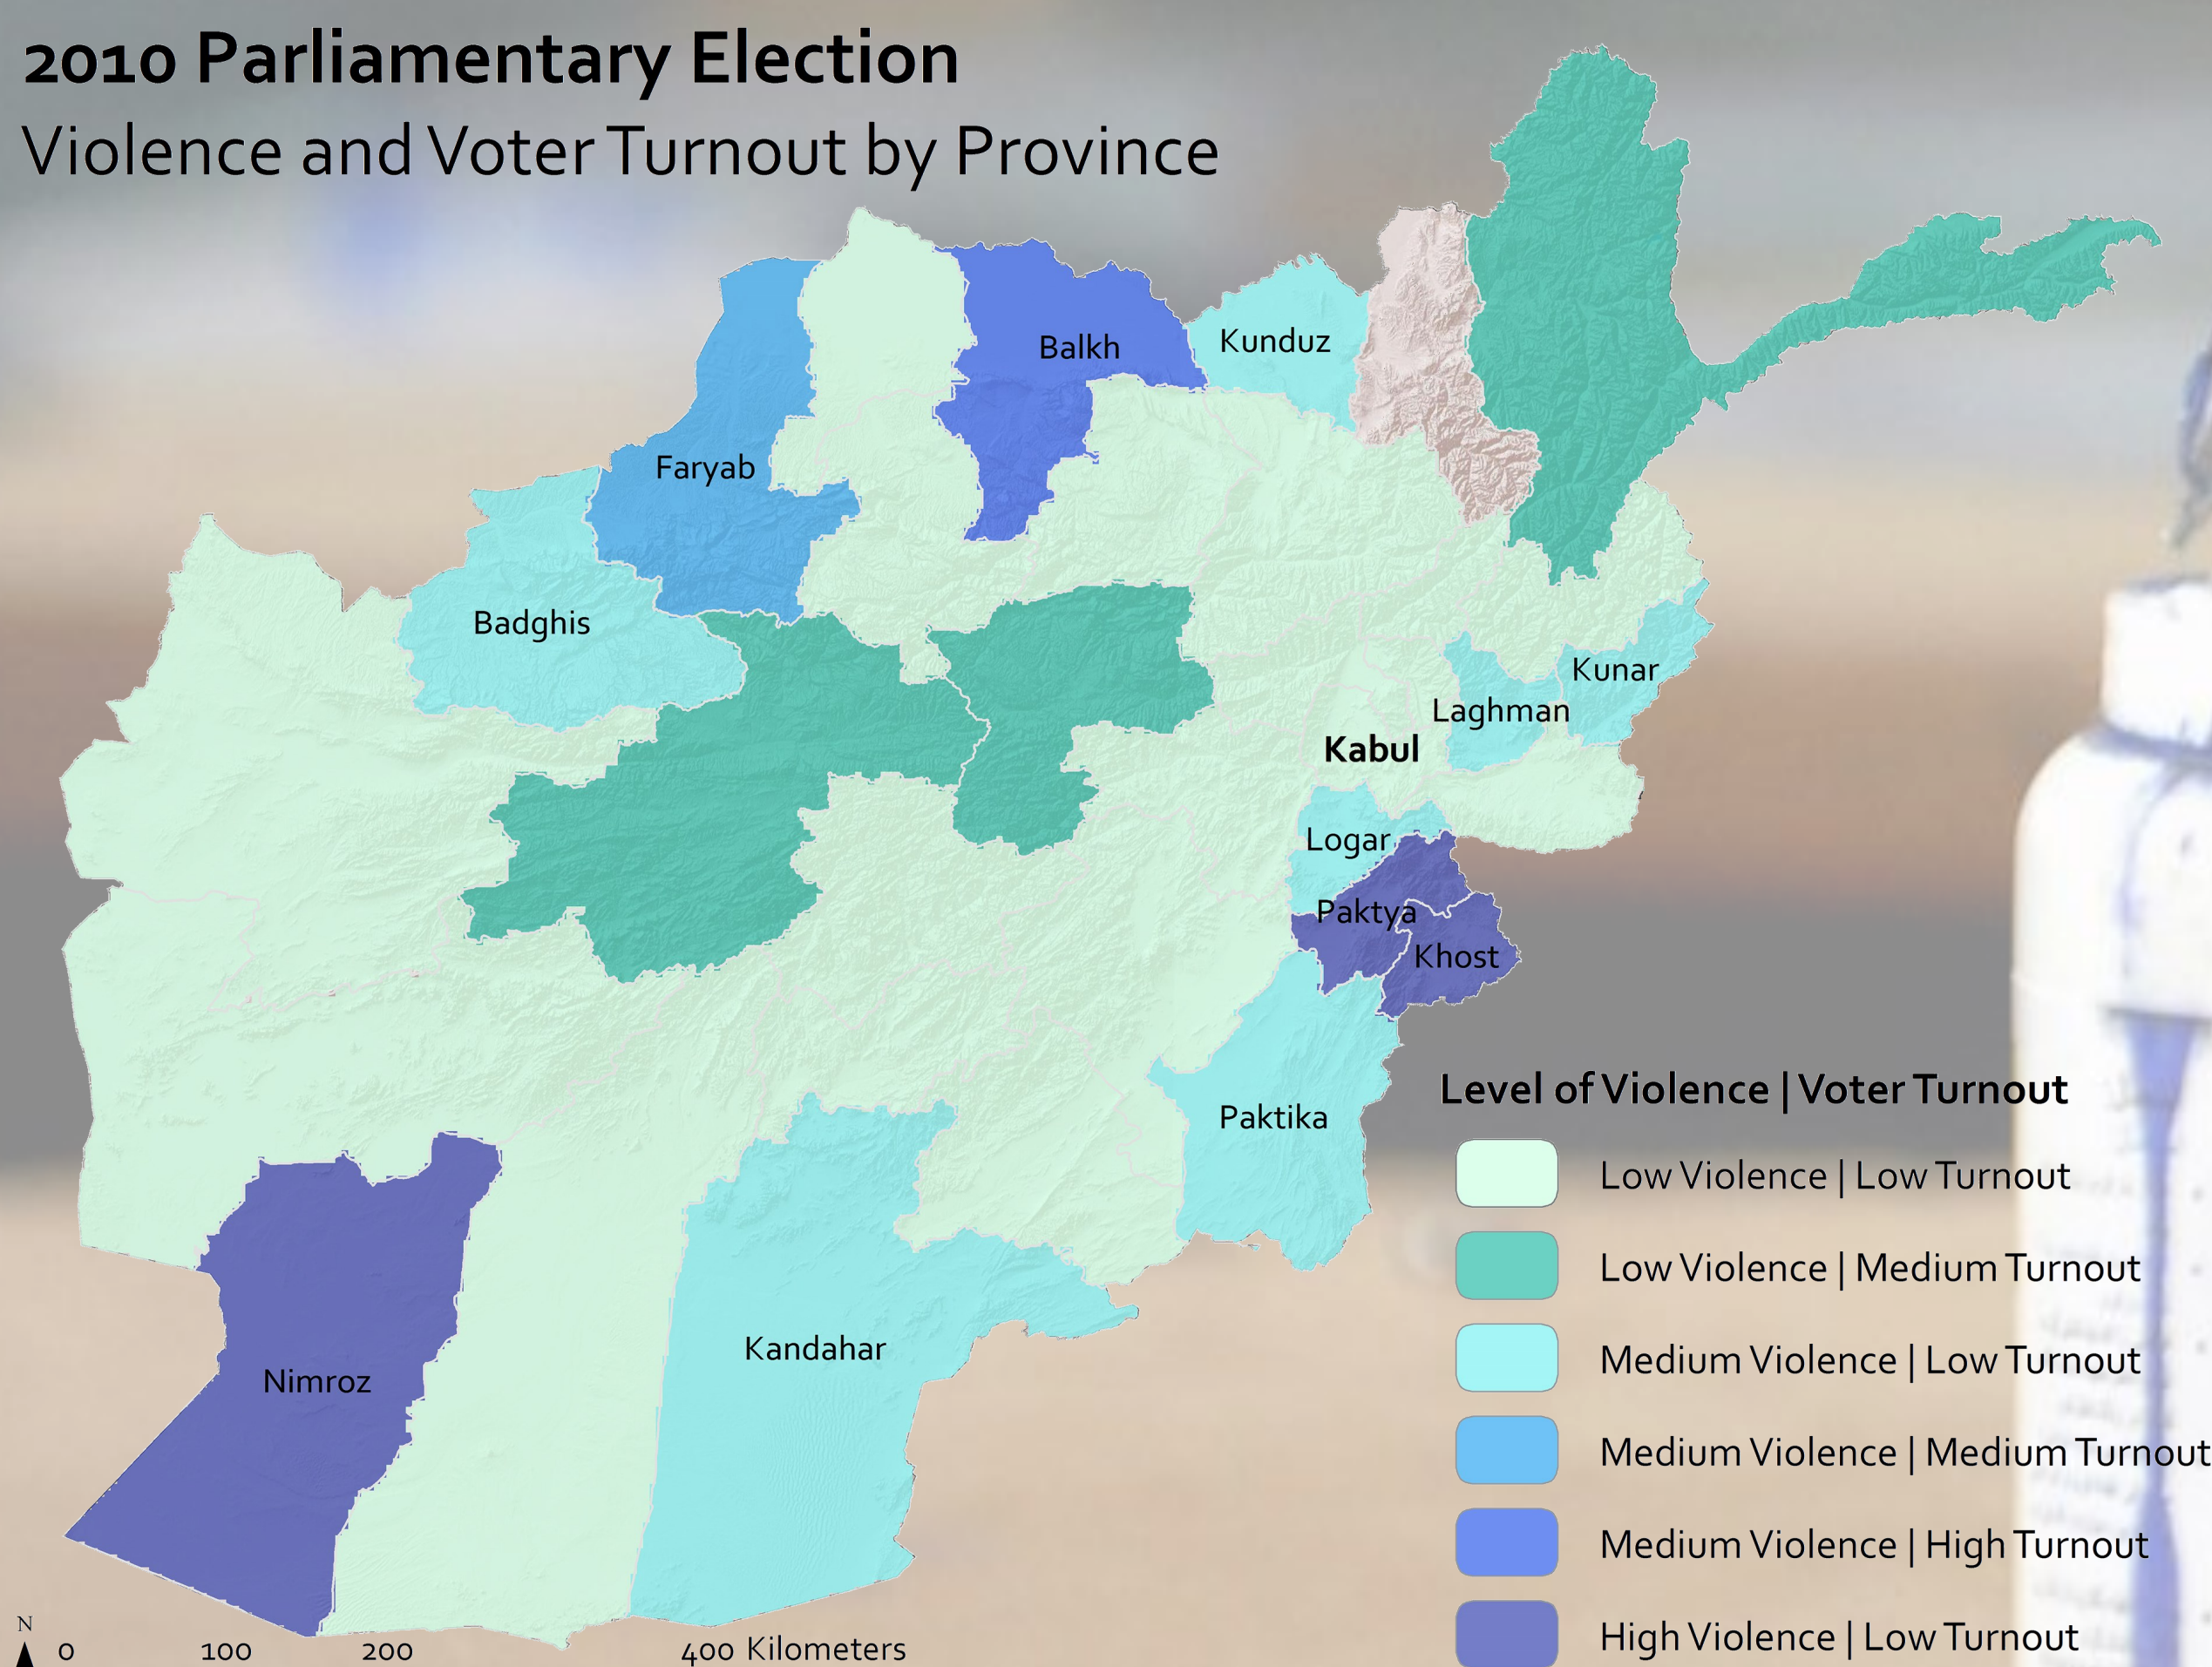 2010 Parliamentary Election
Violence and Voter Turnout by Province
Balkh
Kunduz
Faryab
Badghis
Kunar
Laghman
Kabul
Logar
Paktya
Khost
Paktika
Kandahar
Nimroz
Level of Violence | Voter Turnout
Low Violence | Low Turnout
Low Violence | Medium Turnout
Medium Violence | Low Turnout
Medium Violence | Medium Turnout
Medium Violence | High Turnout
High Violence | Low Turnout
N
0 100 200 400 Kilometers